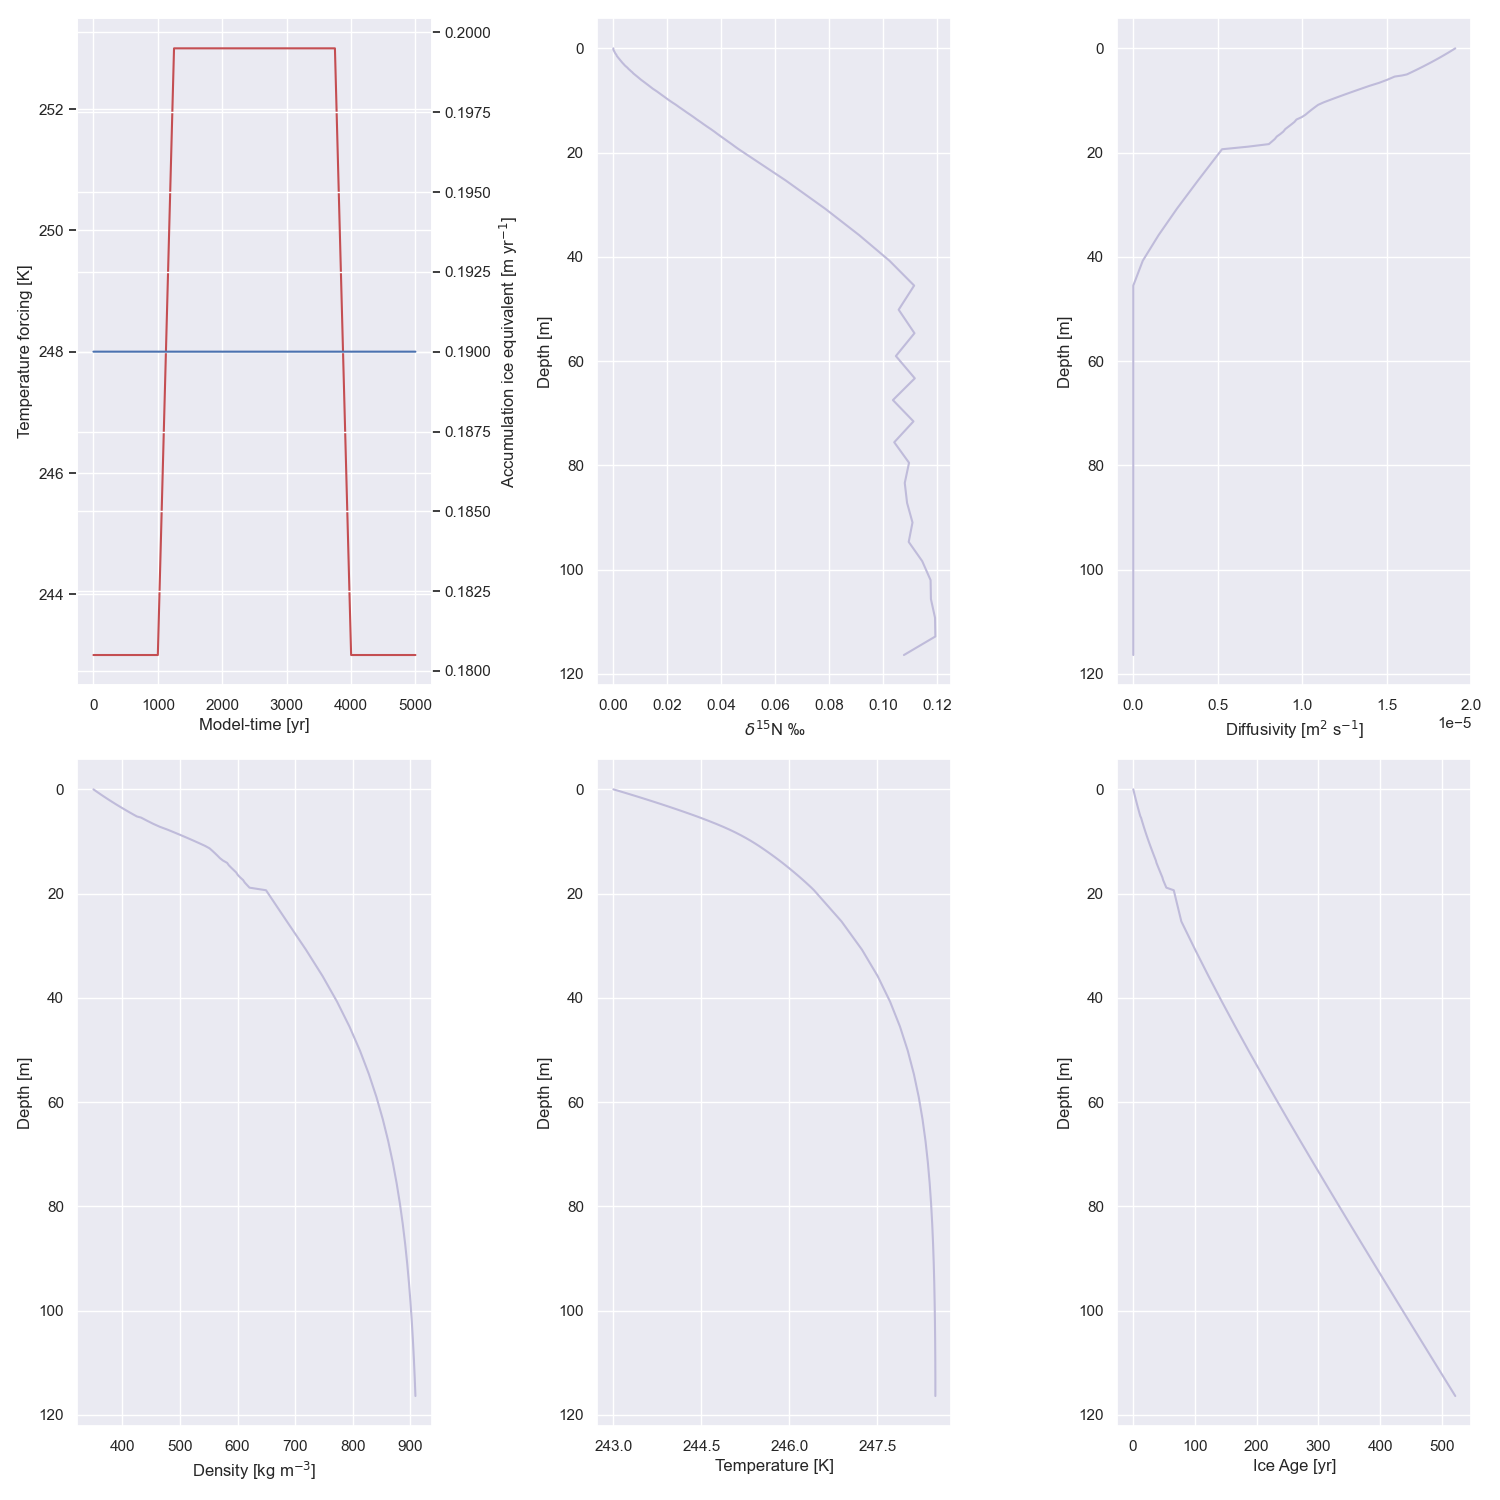 252
250
248
246
244
Temperature forcing [K]
0 1000 2000 3000 4000 5000
Model-time [yr]
0.2000
0.1975
0.1950
0.1925
0.1900
0.1875
0.1850
0.1825
0.1800
Accumulation ice equivalent [m yr⁻¹]
0
20
40
60
80
100
120
Depth [m]
0.00 0.02 0.04 0.06 0.08 0.10 0.12
δ¹⁵N ‰
0
20
40
60
80
100
120
Depth [m]
0.0 0.5 1.0 1.5 2.0
1e−5
Diffusivity [m² s⁻¹]
0
20
40
60
80
100
120
Depth [m]
400 500 600 700 800 900
Density [kg m⁻³]
0
20
40
60
80
100
120
Depth [m]
243.0 244.5 246.0 247.5
Temperature [K]
0
20
40
60
80
100
120
Depth [m]
0 100 200 300 400 500
Ice Age [yr]